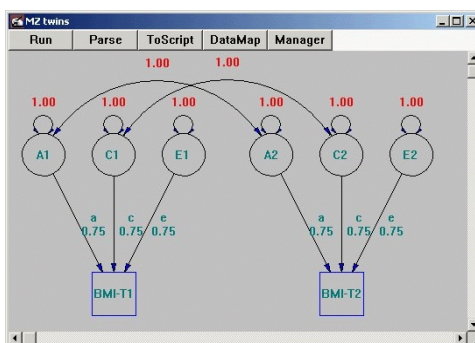 MZ twins
Run Parse ToScript DataMap Manager
1.00 1.00
1.00 1.00 1.00 1.00 1.00 1.00
A1 C1 E1 A2 C2 E2
a c e a c e
0.75 0.75 0.75 0.75 0.75 0.75
BMI-T1 BMI-T2